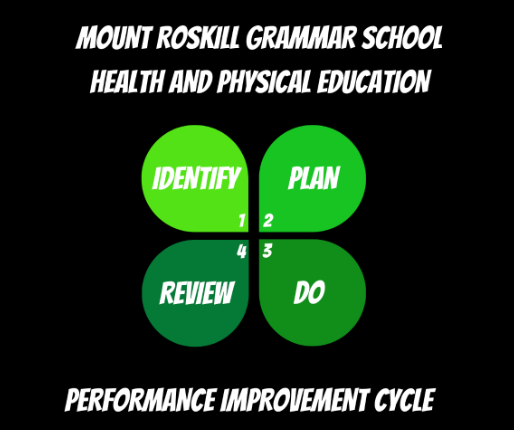 MOUNT ROSKILL GRAMMAR SCHOOL
HEALTH AND PHYSICAL EDUCATION
IDENTIFY
1
PLAN
2
REVIEW
4
DO
3
PERFORMANCE IMPROVEMENT CYCLE